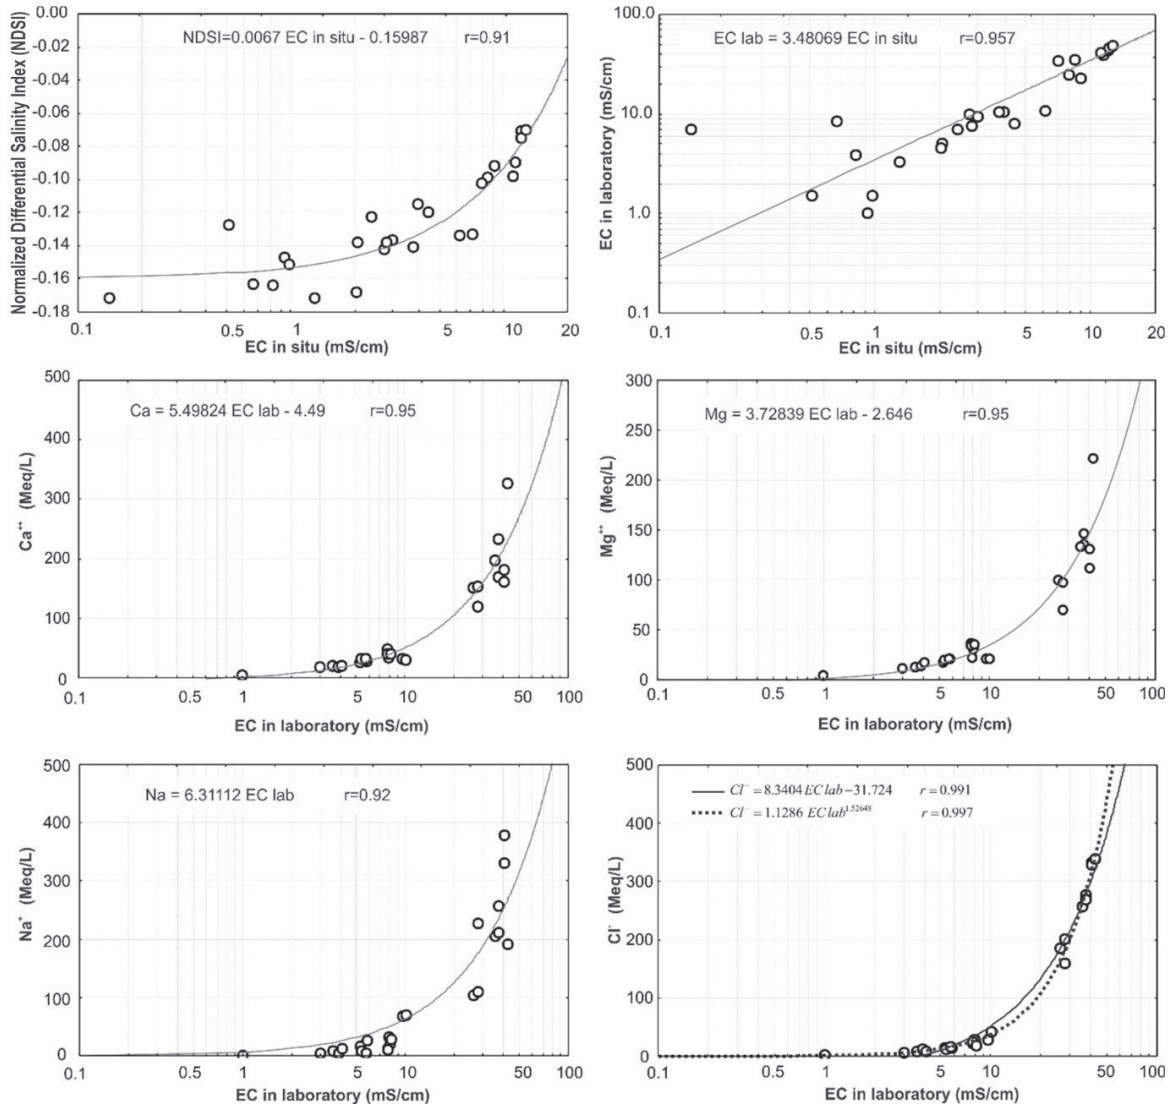 Normalized Differential Salinity Index (NDSI)
0.00
-0.02
-0.04
-0.06
-0.08
-0.10
-0.12
-0.14
-0.16
-0.18
NDSI=0.0067 EC in situ - 0.15987 r=0.91
0.1 0.5 1 5 10 20
EC in situ (mS/cm)
EC in laboratory (mS/cm)
100.0
10.0
1.0
0.1
EC lab = 3.48069 EC in situ r=0.957
0.1 0.5 1 5 10 20
EC in situ (mS/cm)
Ca++ (Meq/L)
500
400
300
200
100
0
Ca = 5.49824 EC lab - 4.49 r=0.95
0.1 0.5 1 5 10 50 100
EC in laboratory (mS/cm)
Mg++ (Meq/L)
300
250
200
150
100
50
0
Mg = 3.72839 EC lab - 2.646 r=0.95
0.1 0.5 1 5 10 50 100
EC in laboratory (mS/cm)
Na+ (Meq/L)
500
400
300
200
100
0
Na = 6.31112 EC lab r=0.92
0.1 0.5 1 5 10 50 100
EC in laboratory (mS/cm)
Cl- (Meq/L)
500
400
300
200
100
0
Cl⁻ = 8.3404 EC lab – 31.724 r = 0.991
Cl⁻ = 1.1286 EC lab^1.52648 r = 0.997
0.1 0.5 1 5 10 50 100
EC in laboratory (mS/cm)